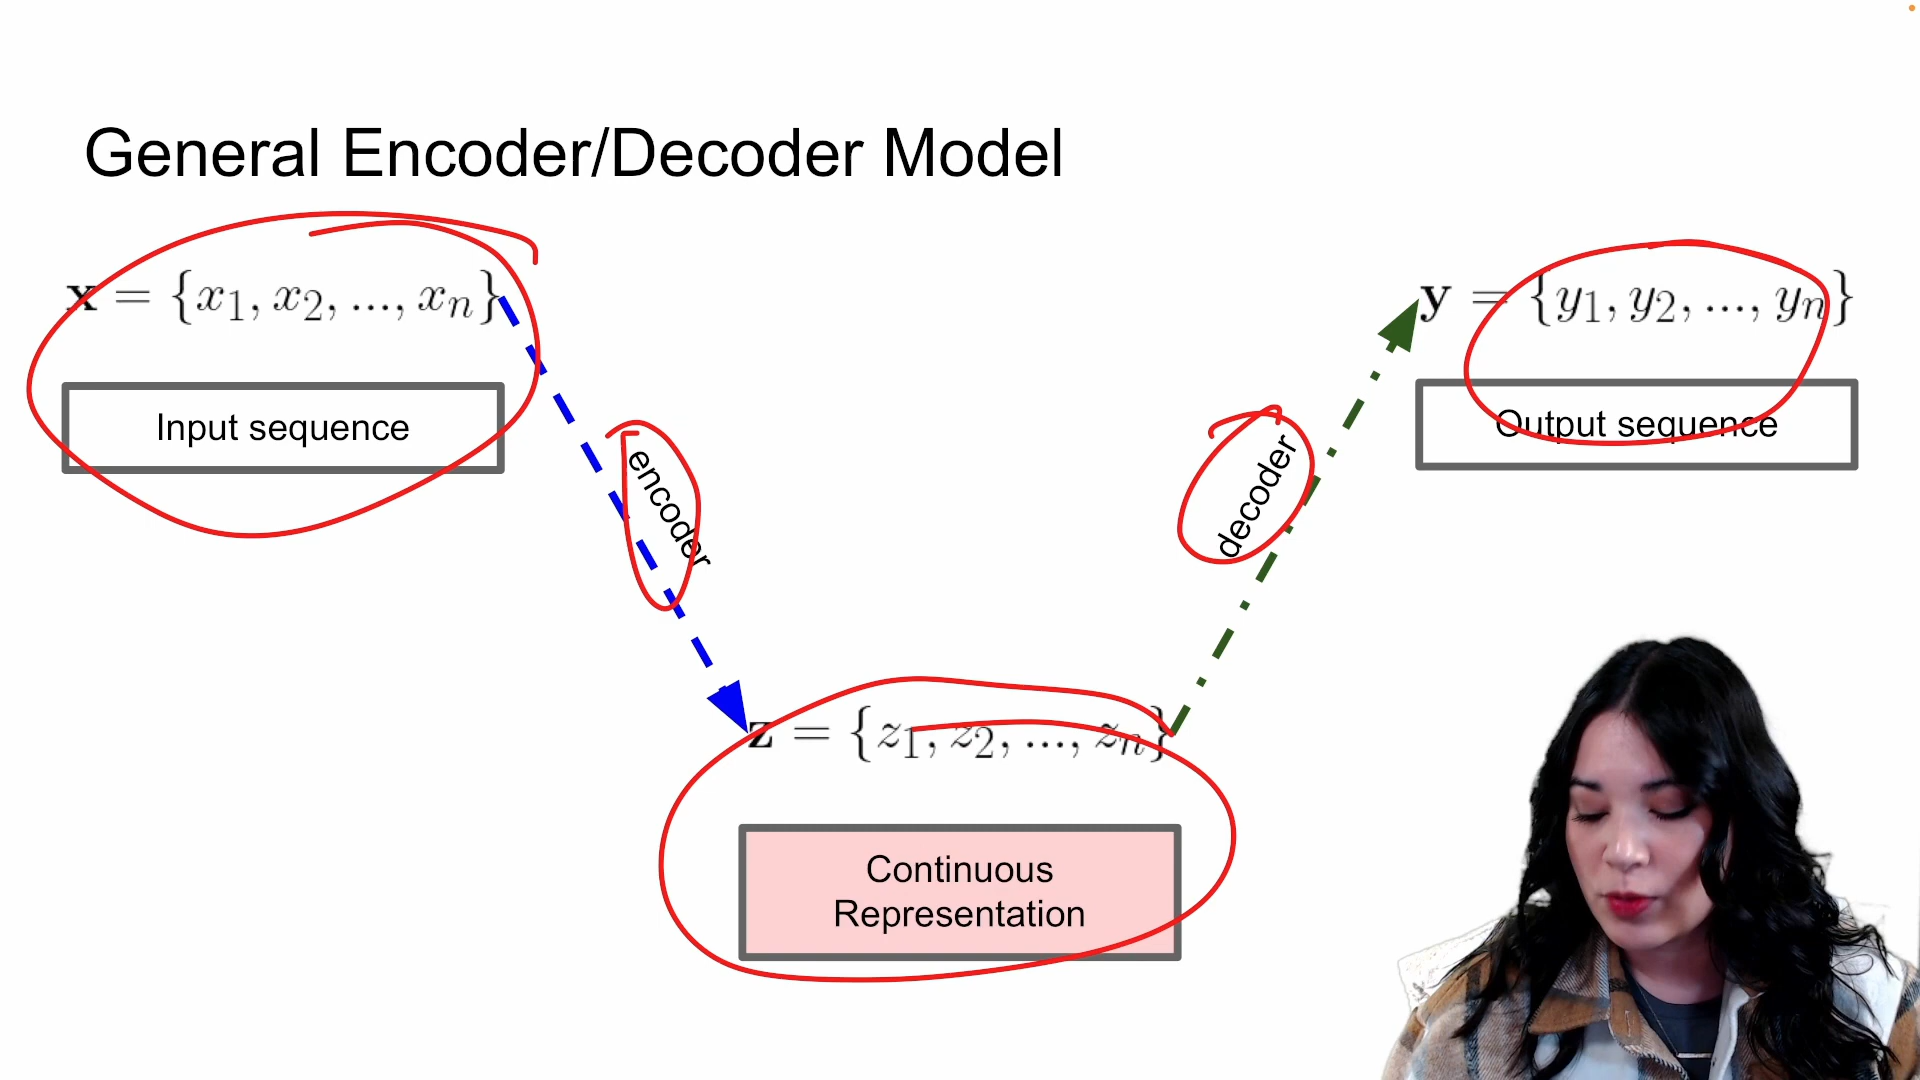 General Encoder/Decoder Model
x = {x₁, x₂, ..., xₙ}
y = {y₁, y₂, ..., yₙ}
Input sequence
Output sequence
encoder
decoder
z = {z₁, z₂, ..., zₙ}
Continuous
Representation